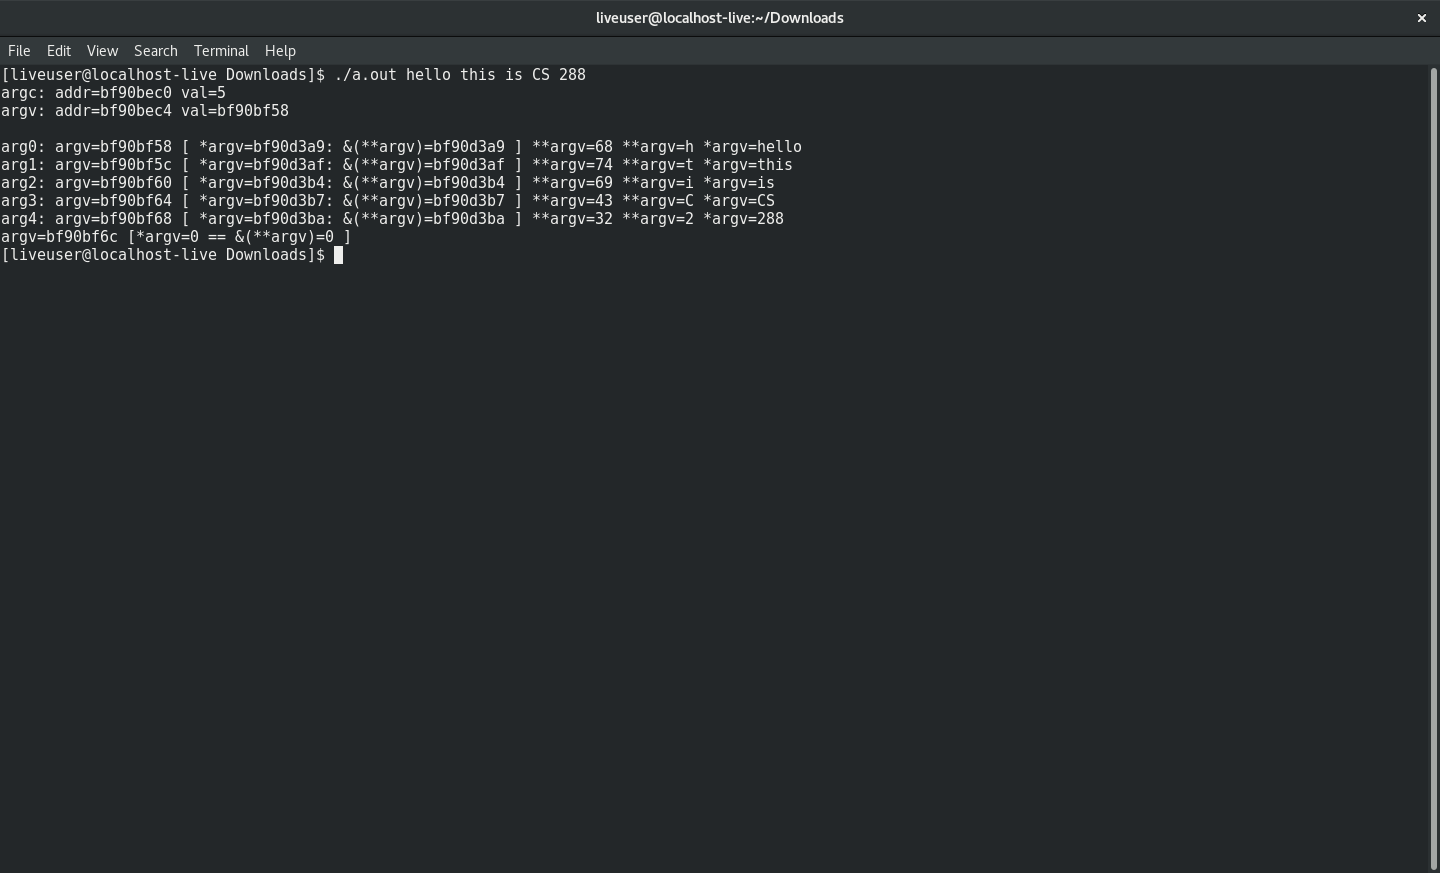 liveuser@localhost-live:~/Downloads ×
File Edit View Search Terminal Help
[liveuser@localhost-live Downloads]$ ./a.out hello this is CS 288
argc: addr=bf90bec0 val=5
argv: addr=bf90bec4 val=bf90bf58
arg0: argv=bf90bf58 [ *argv=bf90d3a9: &(**argv)=bf90d3a9 ] **argv=68 **argv=h *argv=hello
arg1: argv=bf90bf5c [ *argv=bf90d3af: &(**argv)=bf90d3af ] **argv=74 **argv=t *argv=this
arg2: argv=bf90bf60 [ *argv=bf90d3b4: &(**argv)=bf90d3b4 ] **argv=69 **argv=i *argv=is
arg3: argv=bf90bf64 [ *argv=bf90d3b7: &(**argv)=bf90d3b7 ] **argv=43 **argv=C *argv=CS
arg4: argv=bf90bf68 [ *argv=bf90d3ba: &(**argv)=bf90d3ba ] **argv=32 **argv=2 *argv=288
argv=bf90bf6c [*argv=0 == &(**argv)=0 ]
[liveuser@localhost-live Downloads]$